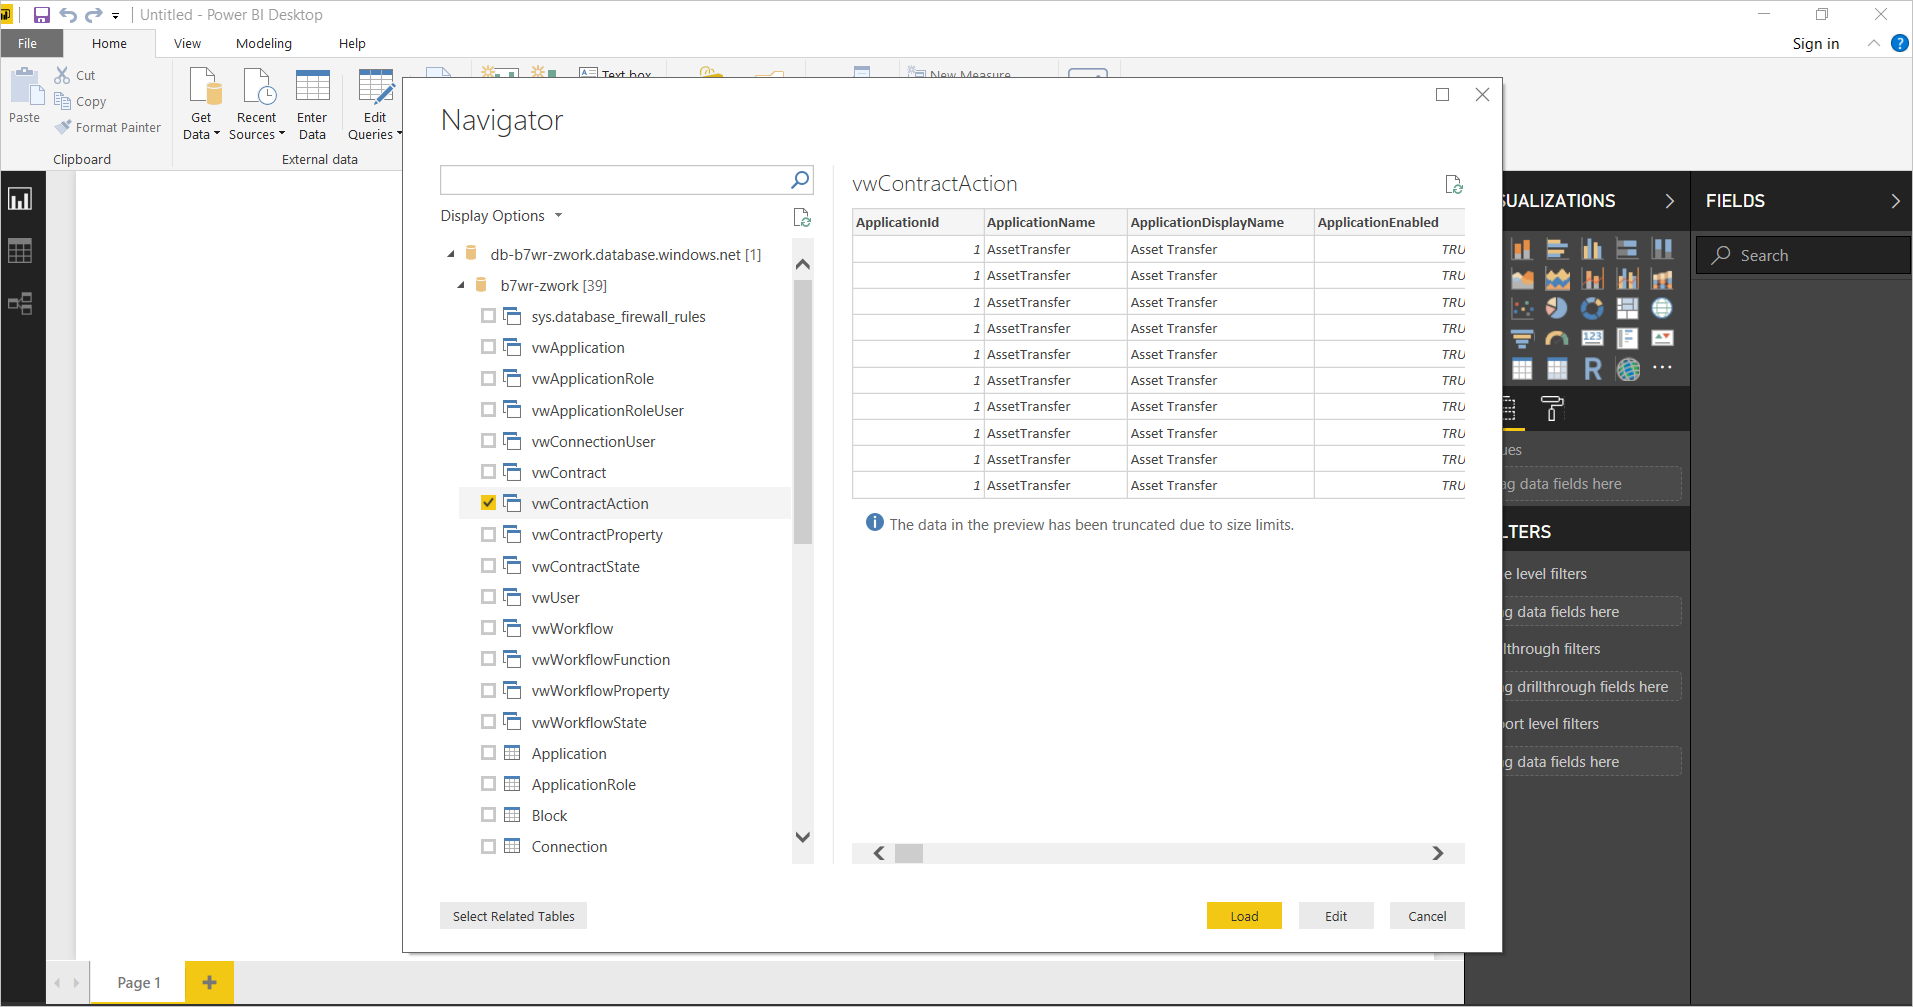 Untitled - Power BI Desktop
File Home View Modeling Help Sign in
Cut
Copy
Format Painter
Paste
Clipboard
Get Data
Recent Sources
Enter Data
Edit Queries
External data
Text box
New Measure
Navigator
Display Options
db-b7wr-zwork.database.windows.net [1]
b7wr-zwork [39]
sys.database_firewall_rules
vwApplication
vwApplicationRole
vwApplicationRoleUser
vwConnectionUser
vwContract
vwContractAction
vwContractProperty
vwContractState
vwUser
vwWorkflow
vwWorkflowFunction
vwWorkflowProperty
vwWorkflowState
Application
ApplicationRole
Block
Connection
Select Related Tables
vwContractAction
ApplicationId ApplicationName ApplicationDisplayName ApplicationEnabled
1 AssetTransfer Asset Transfer TRU
1 AssetTransfer Asset Transfer TRU
1 AssetTransfer Asset Transfer TRU
1 AssetTransfer Asset Transfer TRU
1 AssetTransfer Asset Transfer TRU
1 AssetTransfer Asset Transfer TRU
1 AssetTransfer Asset Transfer TRU
1 AssetTransfer Asset Transfer TRU
1 AssetTransfer Asset Transfer TRU
1 AssetTransfer Asset Transfer TRU
The data in the preview has been truncated due to size limits.
Load Edit Cancel
SUALIZATIONS
123
R
ues
ag data fields here
LTERS
e level filters
g data fields here
lthrough filters
g drillthrough fields here
ort level filters
g data fields here
FIELDS
Search
Page 1